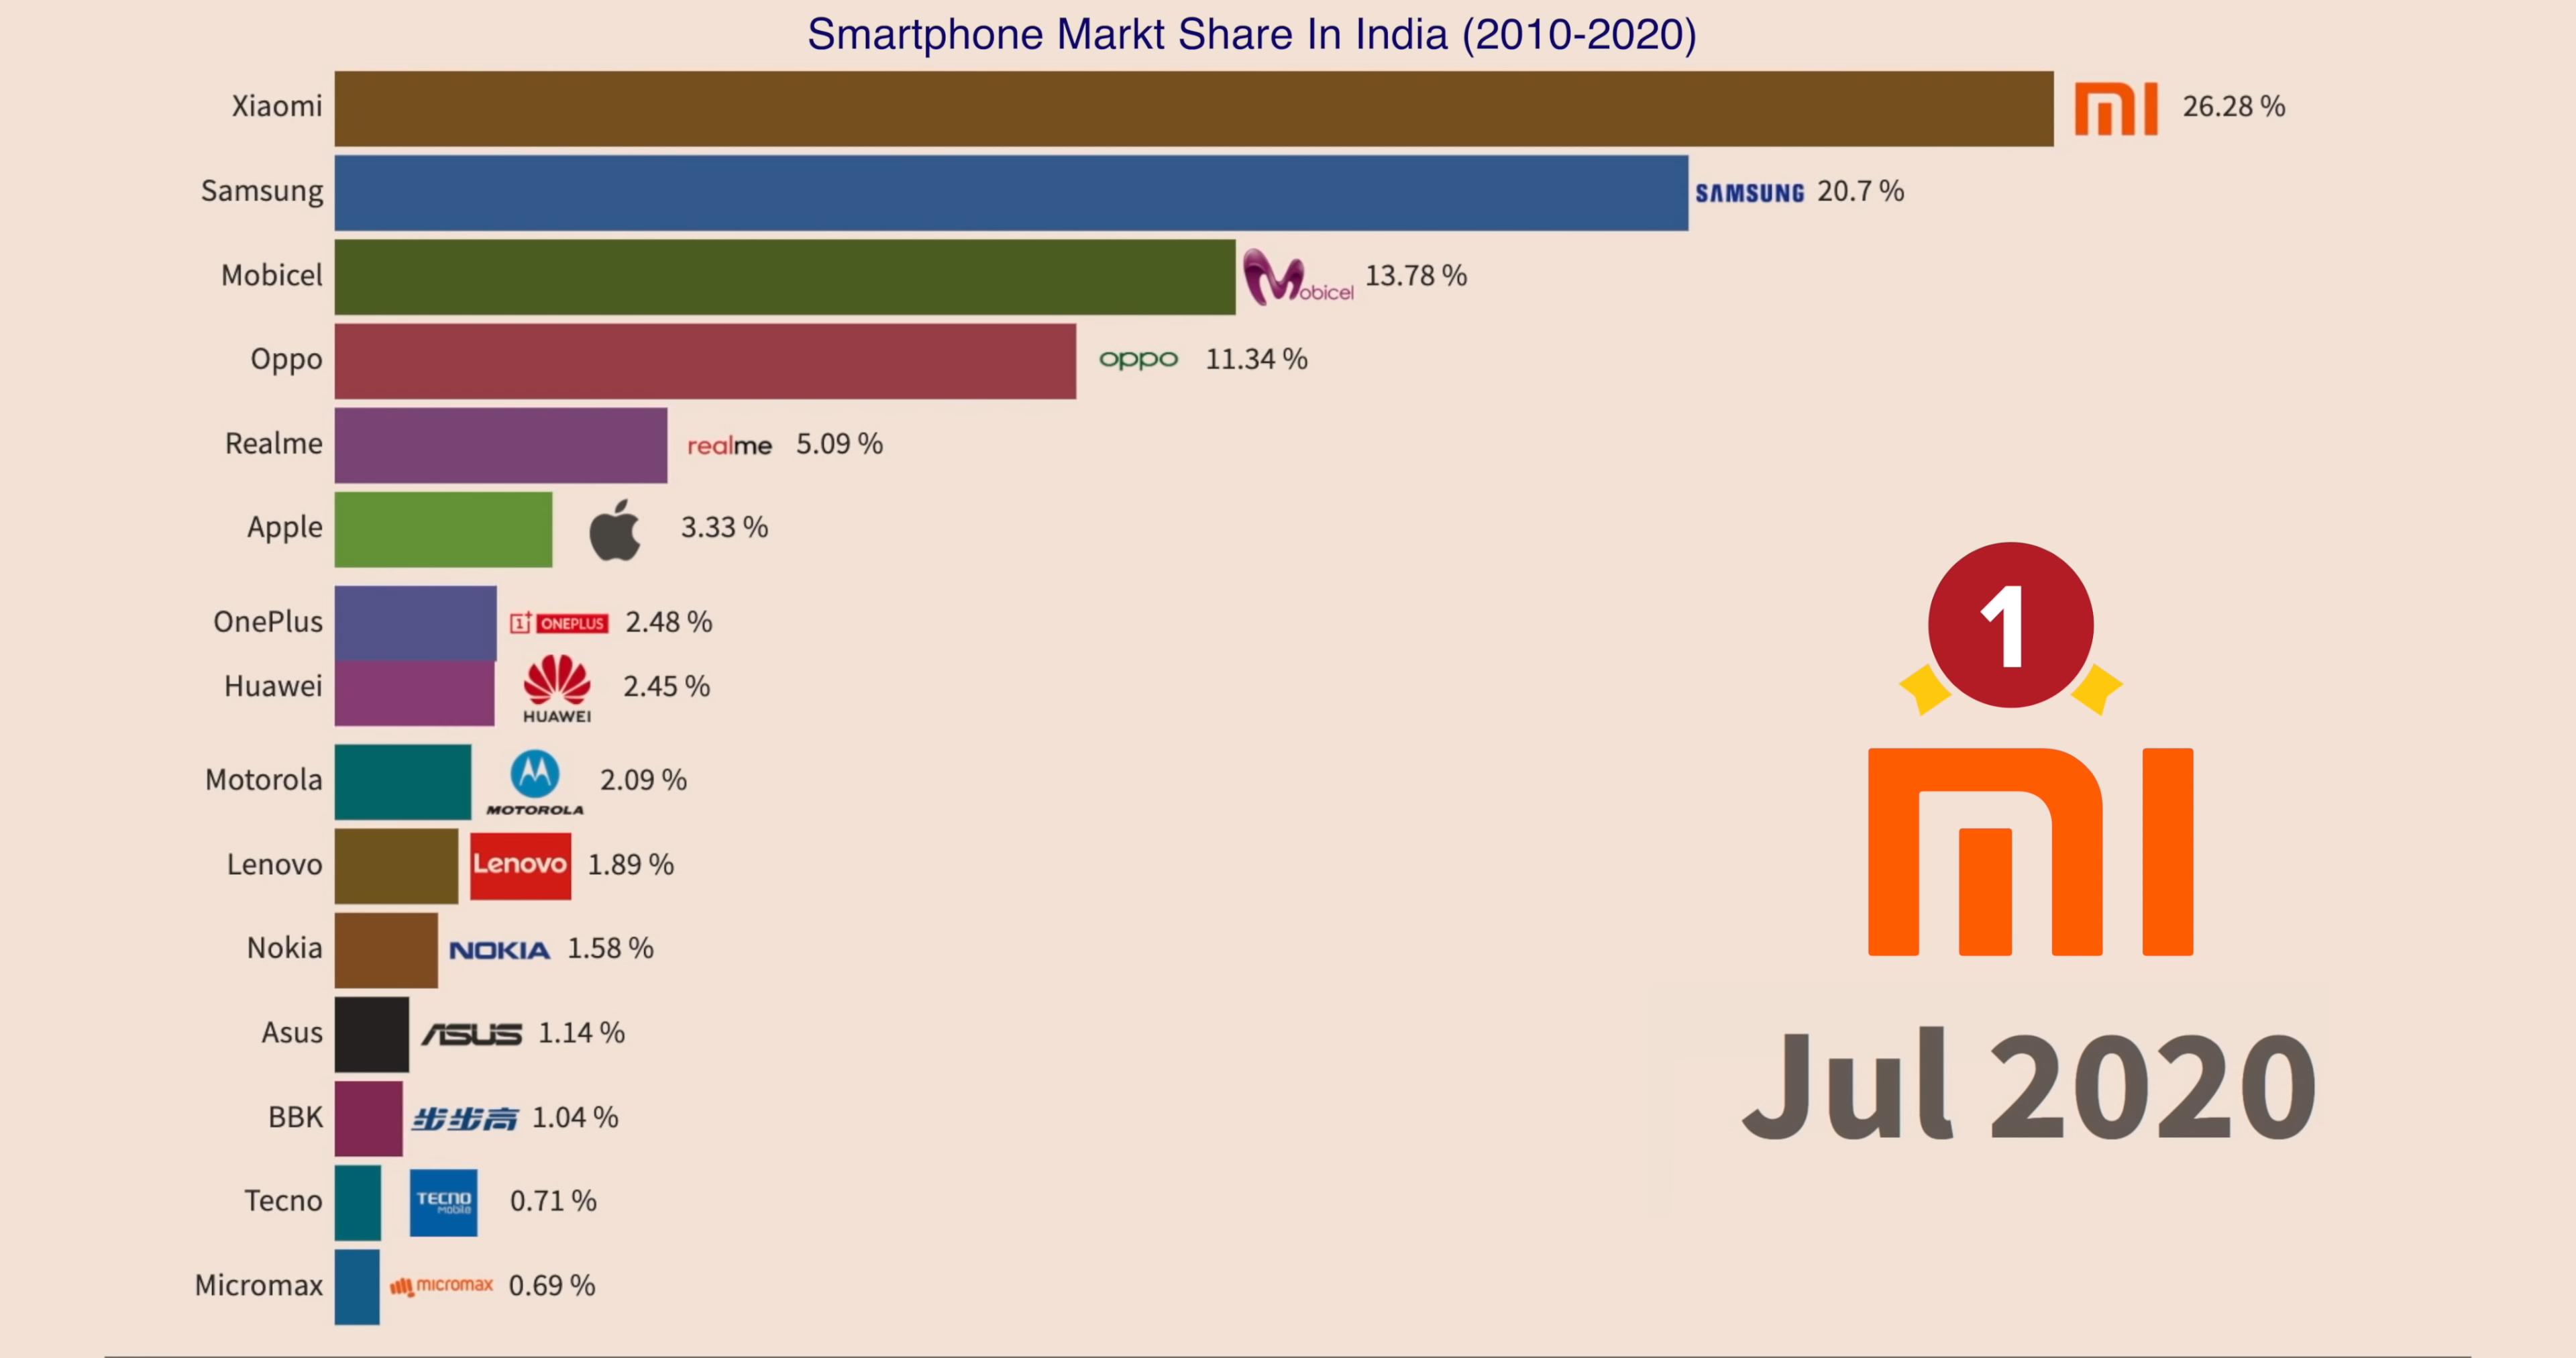 Smartphone Markt Share In India (2010-2020)
Xiaomi mi 26.28 %
Samsung SAMSUNG 20.7 %
Mobicel Mobicel 13.78 %
Oppo oppo 11.34 %
Realme realme 5.09 %
Apple 3.33 %
OnePlus 1+ ONEPLUS 2.48 %
Huawei HUAWEI 2.45 %
Motorola MOTOROLA 2.09 %
Lenovo Lenovo 1.89 %
Nokia NOKIA 1.58 %
Asus ASUS 1.14 %
BBK 步步高 1.04 %
Tecno TECNO Mobile 0.71 %
Micromax micromax 0.69 %
1
mi
Jul 2020